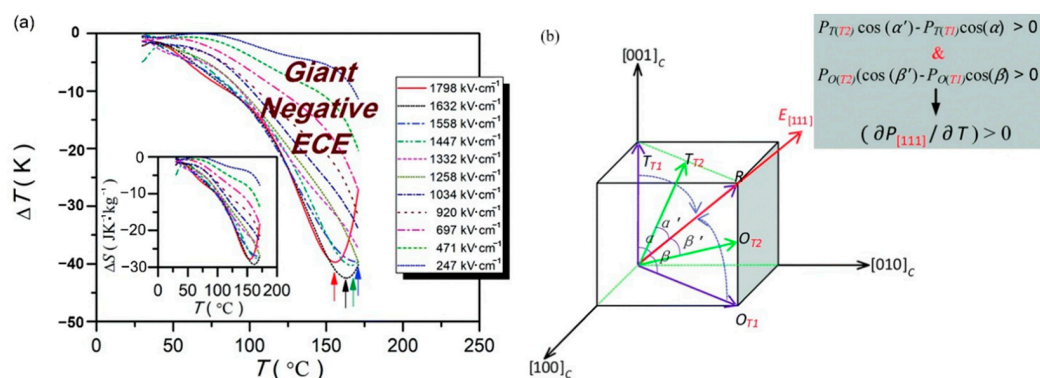 (a)
0
-10
-20
-30
-40
-50
ΔT ( K )
0
50
100
150
200
250
T ( °C )
Giant
Negative
ECE
1798 kV·cm⁻¹
1632 kV·cm⁻¹
1558 kV·cm⁻¹
1447 kV·cm⁻¹
1332 kV·cm⁻¹
1258 kV·cm⁻¹
1034 kV·cm⁻¹
920 kV·cm⁻¹
697 kV·cm⁻¹
471 kV·cm⁻¹
247 kV·cm⁻¹
0
-10
-20
-30
ΔS ( JK⁻¹kg⁻¹ )
0 50 100 150 200
T ( °C )
(b)
[001]c
E[111]
T_T1
T_T2
R
α
α'
β'
β
O_T2
O_T1
[010]c
[100]c
P_T(T2) cos (α′)-P_T(T1)cos(α) > 0
&
P_O(T2)(cos (β′)-P_O(T1)cos(β) > 0
( ∂P[111] / ∂T ) > 0